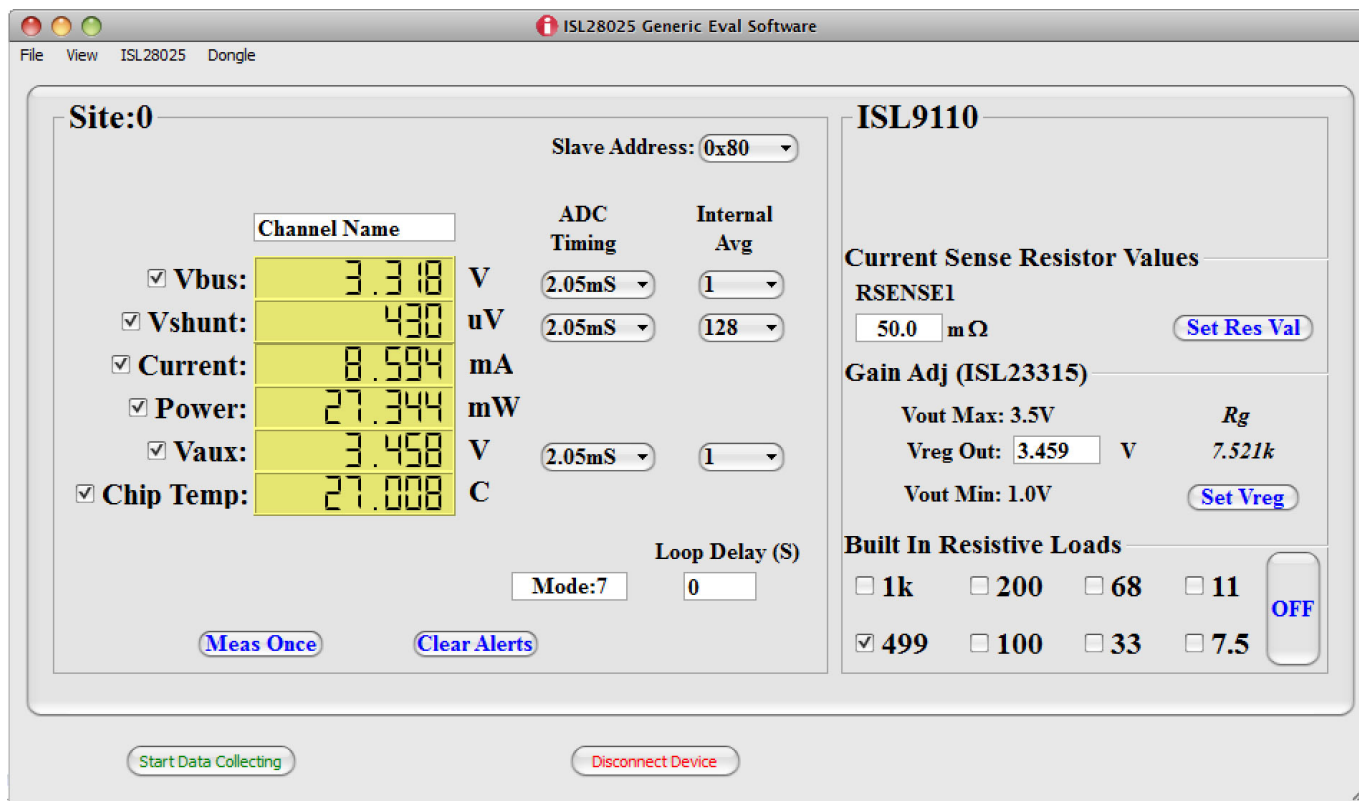 ISL28025 Generic Eval Software
File View ISL28025 Dongle
Site:0
Slave Address: 0x80
ADC Timing
Internal Avg
Channel Name
Vbus: 3.318 V 2.05mS 1
Vshunt: 430 uV 2.05mS 128
Current: 8.594 mA
Power: 27.344 mW
Vaux: 3.458 V 2.05mS 1
Chip Temp: 27.008 C
Loop Delay (S)
Mode:7 0
Meas Once Clear Alerts
ISL9110
Current Sense Resistor Values
RSENSE1
50.0 m Ω Set Res Val
Gain Adj (ISL23315)
Vout Max: 3.5V Rg
Vreg Out: 3.459 V 7.521k
Vout Min: 1.0V Set Vreg
Built In Resistive Loads
1k 200 68 11
OFF
499 100 33 7.5
Start Data Collecting Disconnect Device